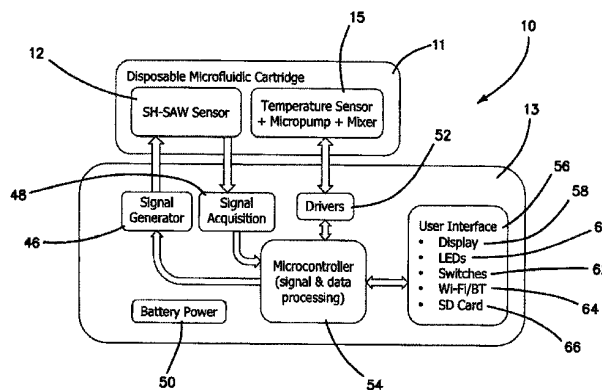 15
11
10
12
Disposable Microfluidic Cartridge
SH-SAW Sensor
Temperature Sensor
+ Micropump + Mixer
13
52
56
48
58
Signal
Generator
Signal
Acquisition
Drivers
User Interface
• Display
• LEDs
• Switches
• Wi-Fi/BT
• SD Card
46
64
Microcontroller
(signal & data
processing)
Battery Power
66
50
54